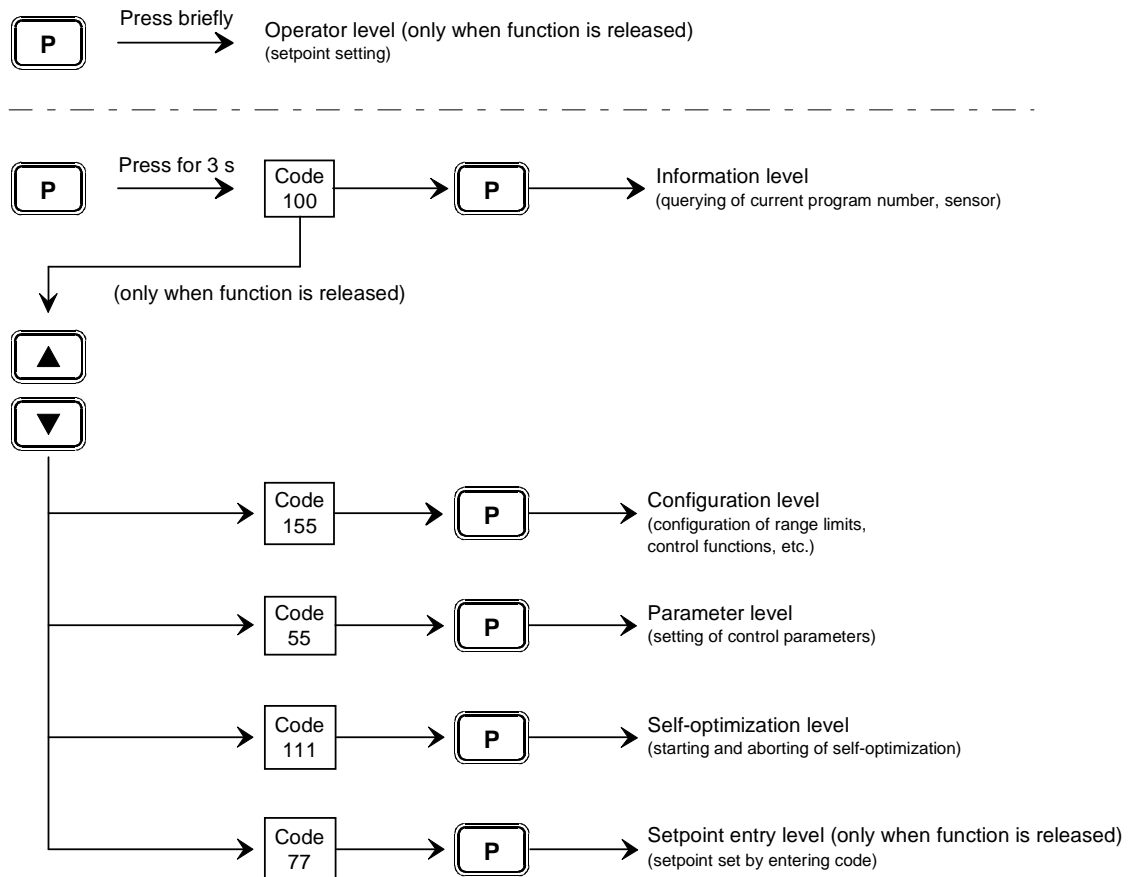 Press briefly
P
Operator level (only when function is released)
(setpoint setting)
Press for 3 s
P
Code
100
P
Information level
(querying of current program number, sensor)
(only when function is released)
Code
155
P
Configuration level
(configuration of range limits,
control functions, etc.)
Code
55
P
Parameter level
(setting of control parameters)
Code
111
P
Self-optimization level
(starting and aborting of self-optimization)
Code
77
P
Setpoint entry level (only when function is released)
(setpoint set by entering code)